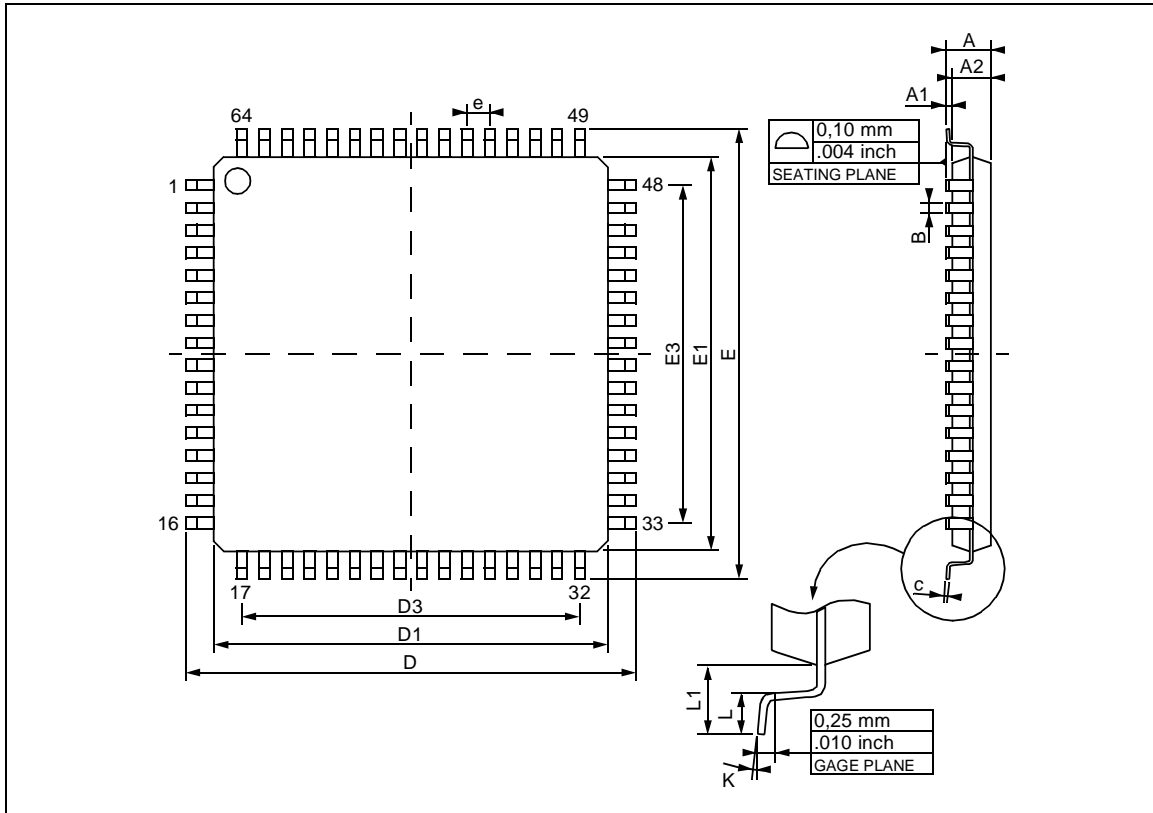 A
A2
A1
e
64
49
0,10 mm
.004 inch
SEATING PLANE
1
48
B
E3
E1
E
16
33
17
32
D3
D1
D
c
L1
L
0,25 mm
.010 inch
GAGE PLANE
K